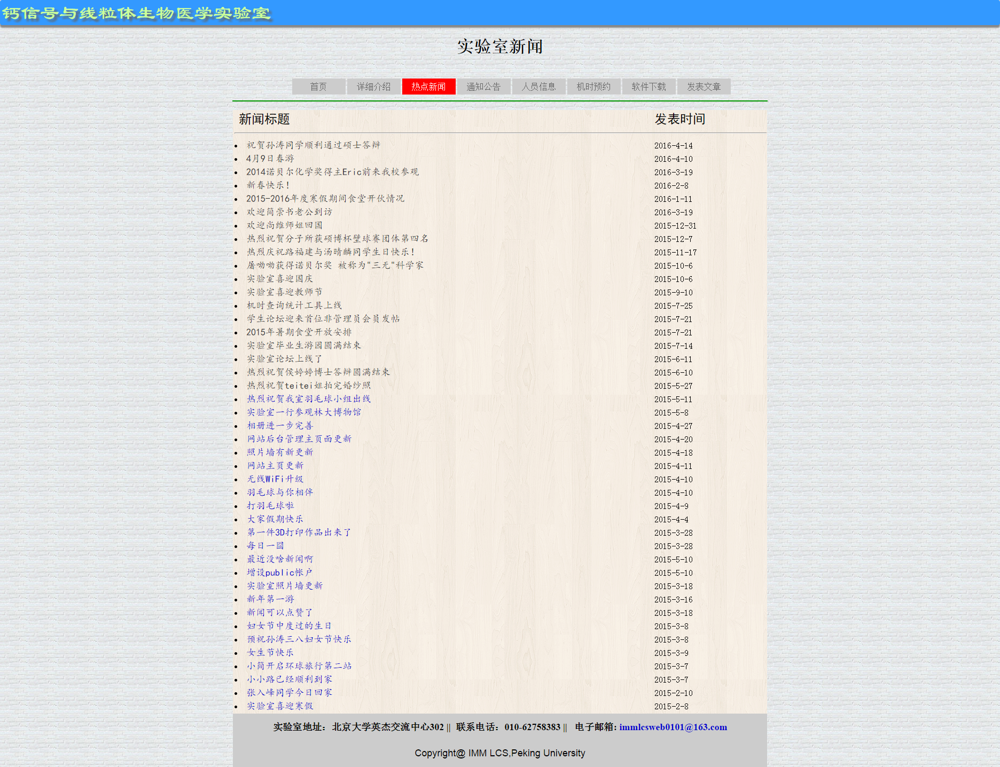 钙信号与线粒体生物医学实验室
实验室新闻
首页 详细介绍 热点新闻 通知公告 人员信息 机时预约 软件下载 发表文章
新闻标题 发表时间
祝贺孙涛同学顺利通过硕士答辩 2016-4-14
4月9日春游 2016-4-10
2014诺贝尔化学奖得主Eric前来我校参观 2016-3-19
新春快乐! 2016-2-8
2015-2016年度寒假期间食堂开伙情况 2016-1-11
欢迎简崇书老公到访 2016-3-19
欢迎尚维师姐回国 2015-12-31
热烈祝贺分子所获硕博杯壁球赛团体第四名 2015-12-7
热烈庆祝路福建与汤晴麟同学生日快乐! 2015-11-17
屠呦呦获得诺贝尔奖 被称为"三无"科学家 2015-10-6
实验室喜迎国庆 2015-10-6
实验室喜迎教师节 2015-9-10
机时查询统计工具上线 2015-7-25
学生论坛迎来首位非管理员会员发帖 2015-7-21
2015年暑期食堂开放安排 2015-7-21
实验室毕业生游园圆满结束 2015-7-14
实验室论坛上线了 2015-6-11
热烈祝贺侯婷婷博士答辩圆满结束 2015-6-10
热烈祝贺teitei姐拍完婚纱照 2015-5-27
热烈祝贺我室羽毛球小组出线 2015-5-11
实验室一行参观林大博物馆 2015-5-8
相册进一步完善 2015-4-27
网站后台管理主页面更新 2015-4-20
照片墙有新更新 2015-4-18
网站主页更新 2015-4-11
无线WiFi升级 2015-4-10
羽毛球与你相伴 2015-4-10
打羽毛球啦 2015-4-9
大家假期快乐 2015-4-4
第一件3D打印作品出来了 2015-3-28
每日一囧 2015-3-28
最近没啥新闻啊 2015-5-10
增设public帐户 2015-5-10
实验室照片墙更新 2015-3-18
新年第一游 2015-3-16
新闻可以点赞了 2015-3-18
妇女节中度过的生日 2015-3-8
预祝孙涛三八妇女节快乐 2015-3-8
女生节快乐 2015-3-9
小简开启环球旅行第二站 2015-3-7
小小路已经顺利到家 2015-3-7
张入峰同学今日回家 2015-2-10
实验室喜迎寒假 2015-2-8
实验室地址：北京大学英杰交流中心302 || 联系电话：010-62758383 || 电子邮箱: immlcsweb0101@163.com
Copyright@ IMM LCS,Peking University